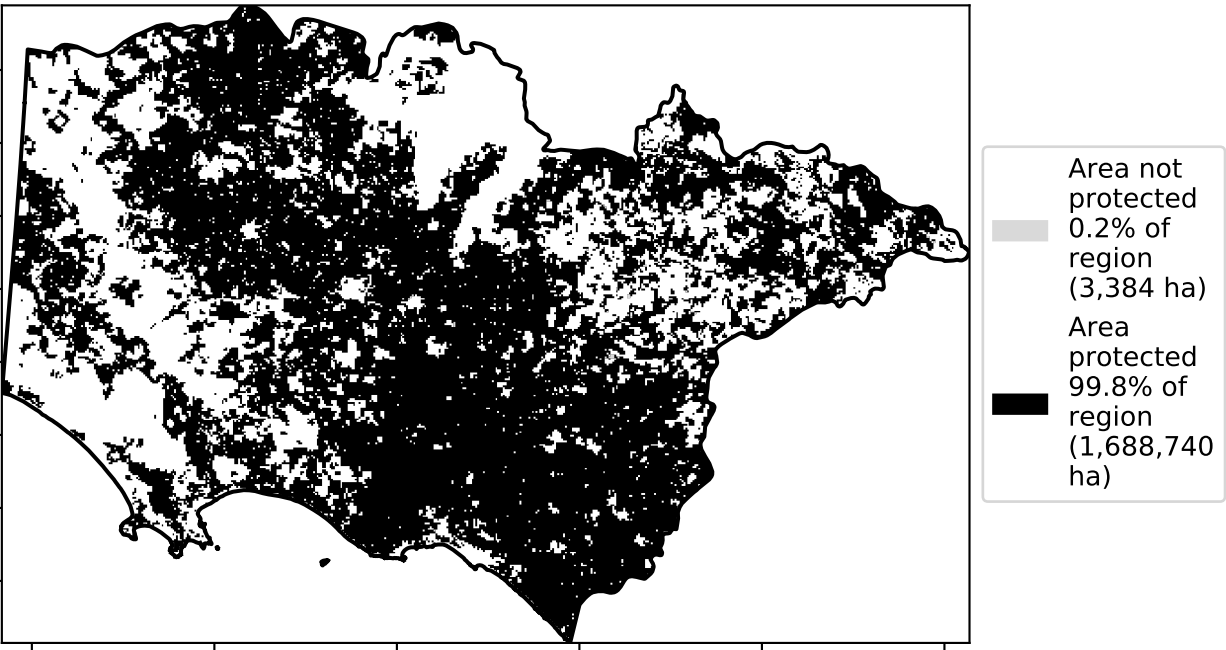 Area not
protected
0.2% of
region
(3,384 ha)
Area
protected
99.8% of
region
(1,688,740
ha)